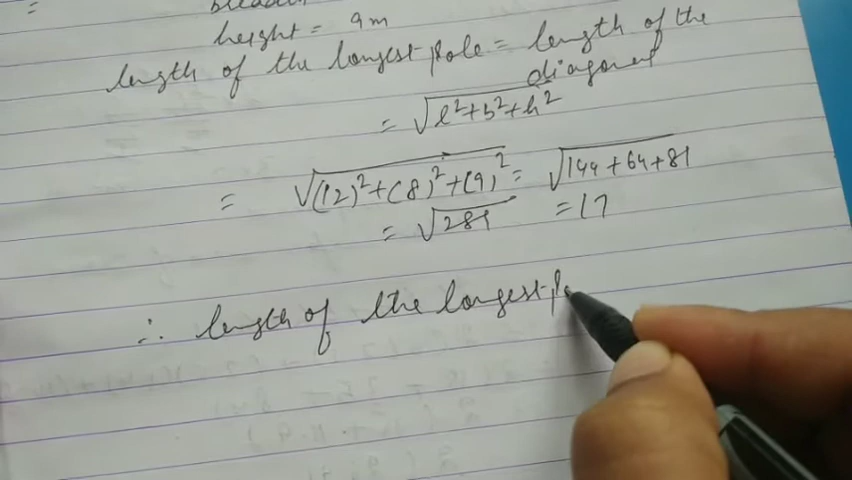 =
height = 9m
length of the longest pole = length of the
diagonal
= √l²+b²+h²
= √(12)²+(8)²+(9)² = √144+64+81
= √289 = 17
∴ length of the longest po